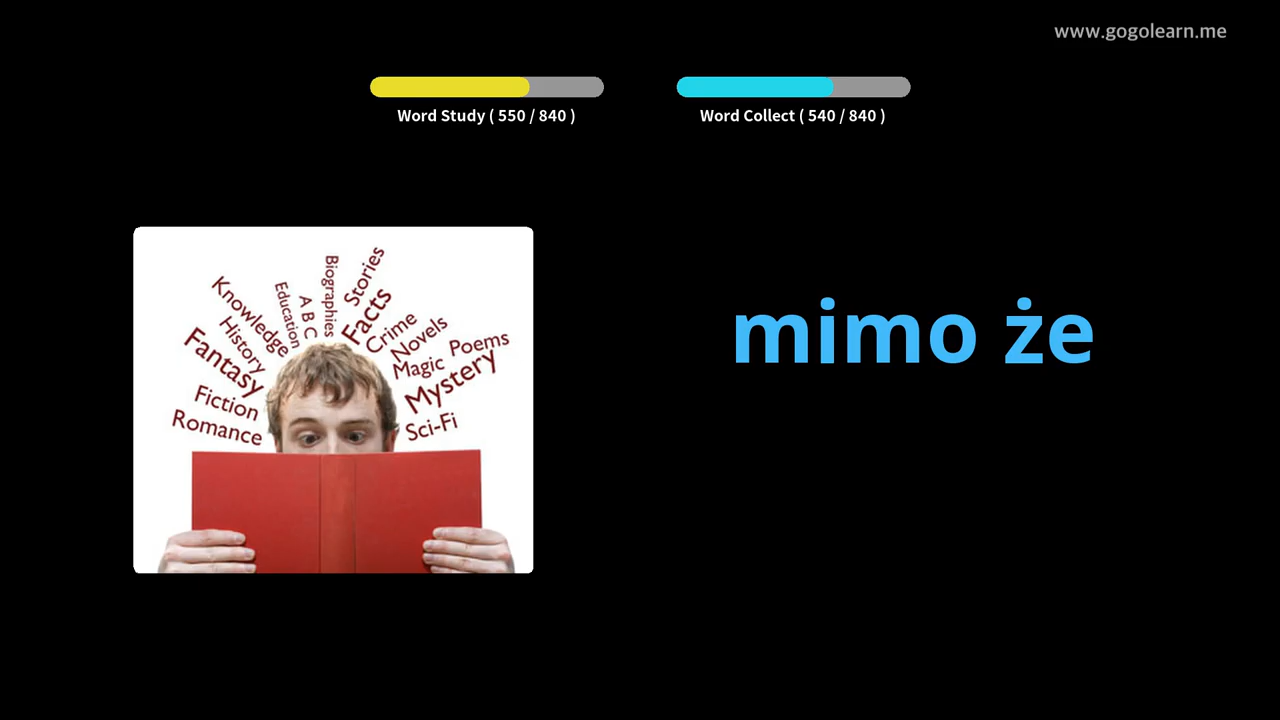 www.gogolearn.me
Word Study ( 550 / 840 )
Word Collect ( 540 / 840 )
mimo że
Knowledge
Education
A B C
Biographies
Stories
Facts
Crime
Novels
Poems
History
Fantasy
Magic
Mystery
Fiction
Romance
Sci-Fi